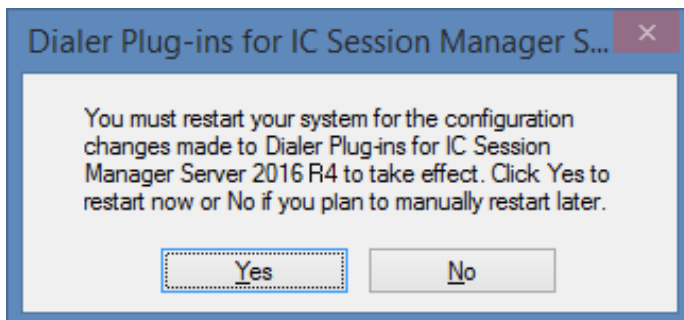 Dialer Plug-ins for IC Session Manager S...
You must restart your system for the configuration
changes made to Dialer Plug-ins for IC Session
Manager Server 2016 R4 to take effect. Click Yes to
restart now or No if you plan to manually restart later.
Yes
No